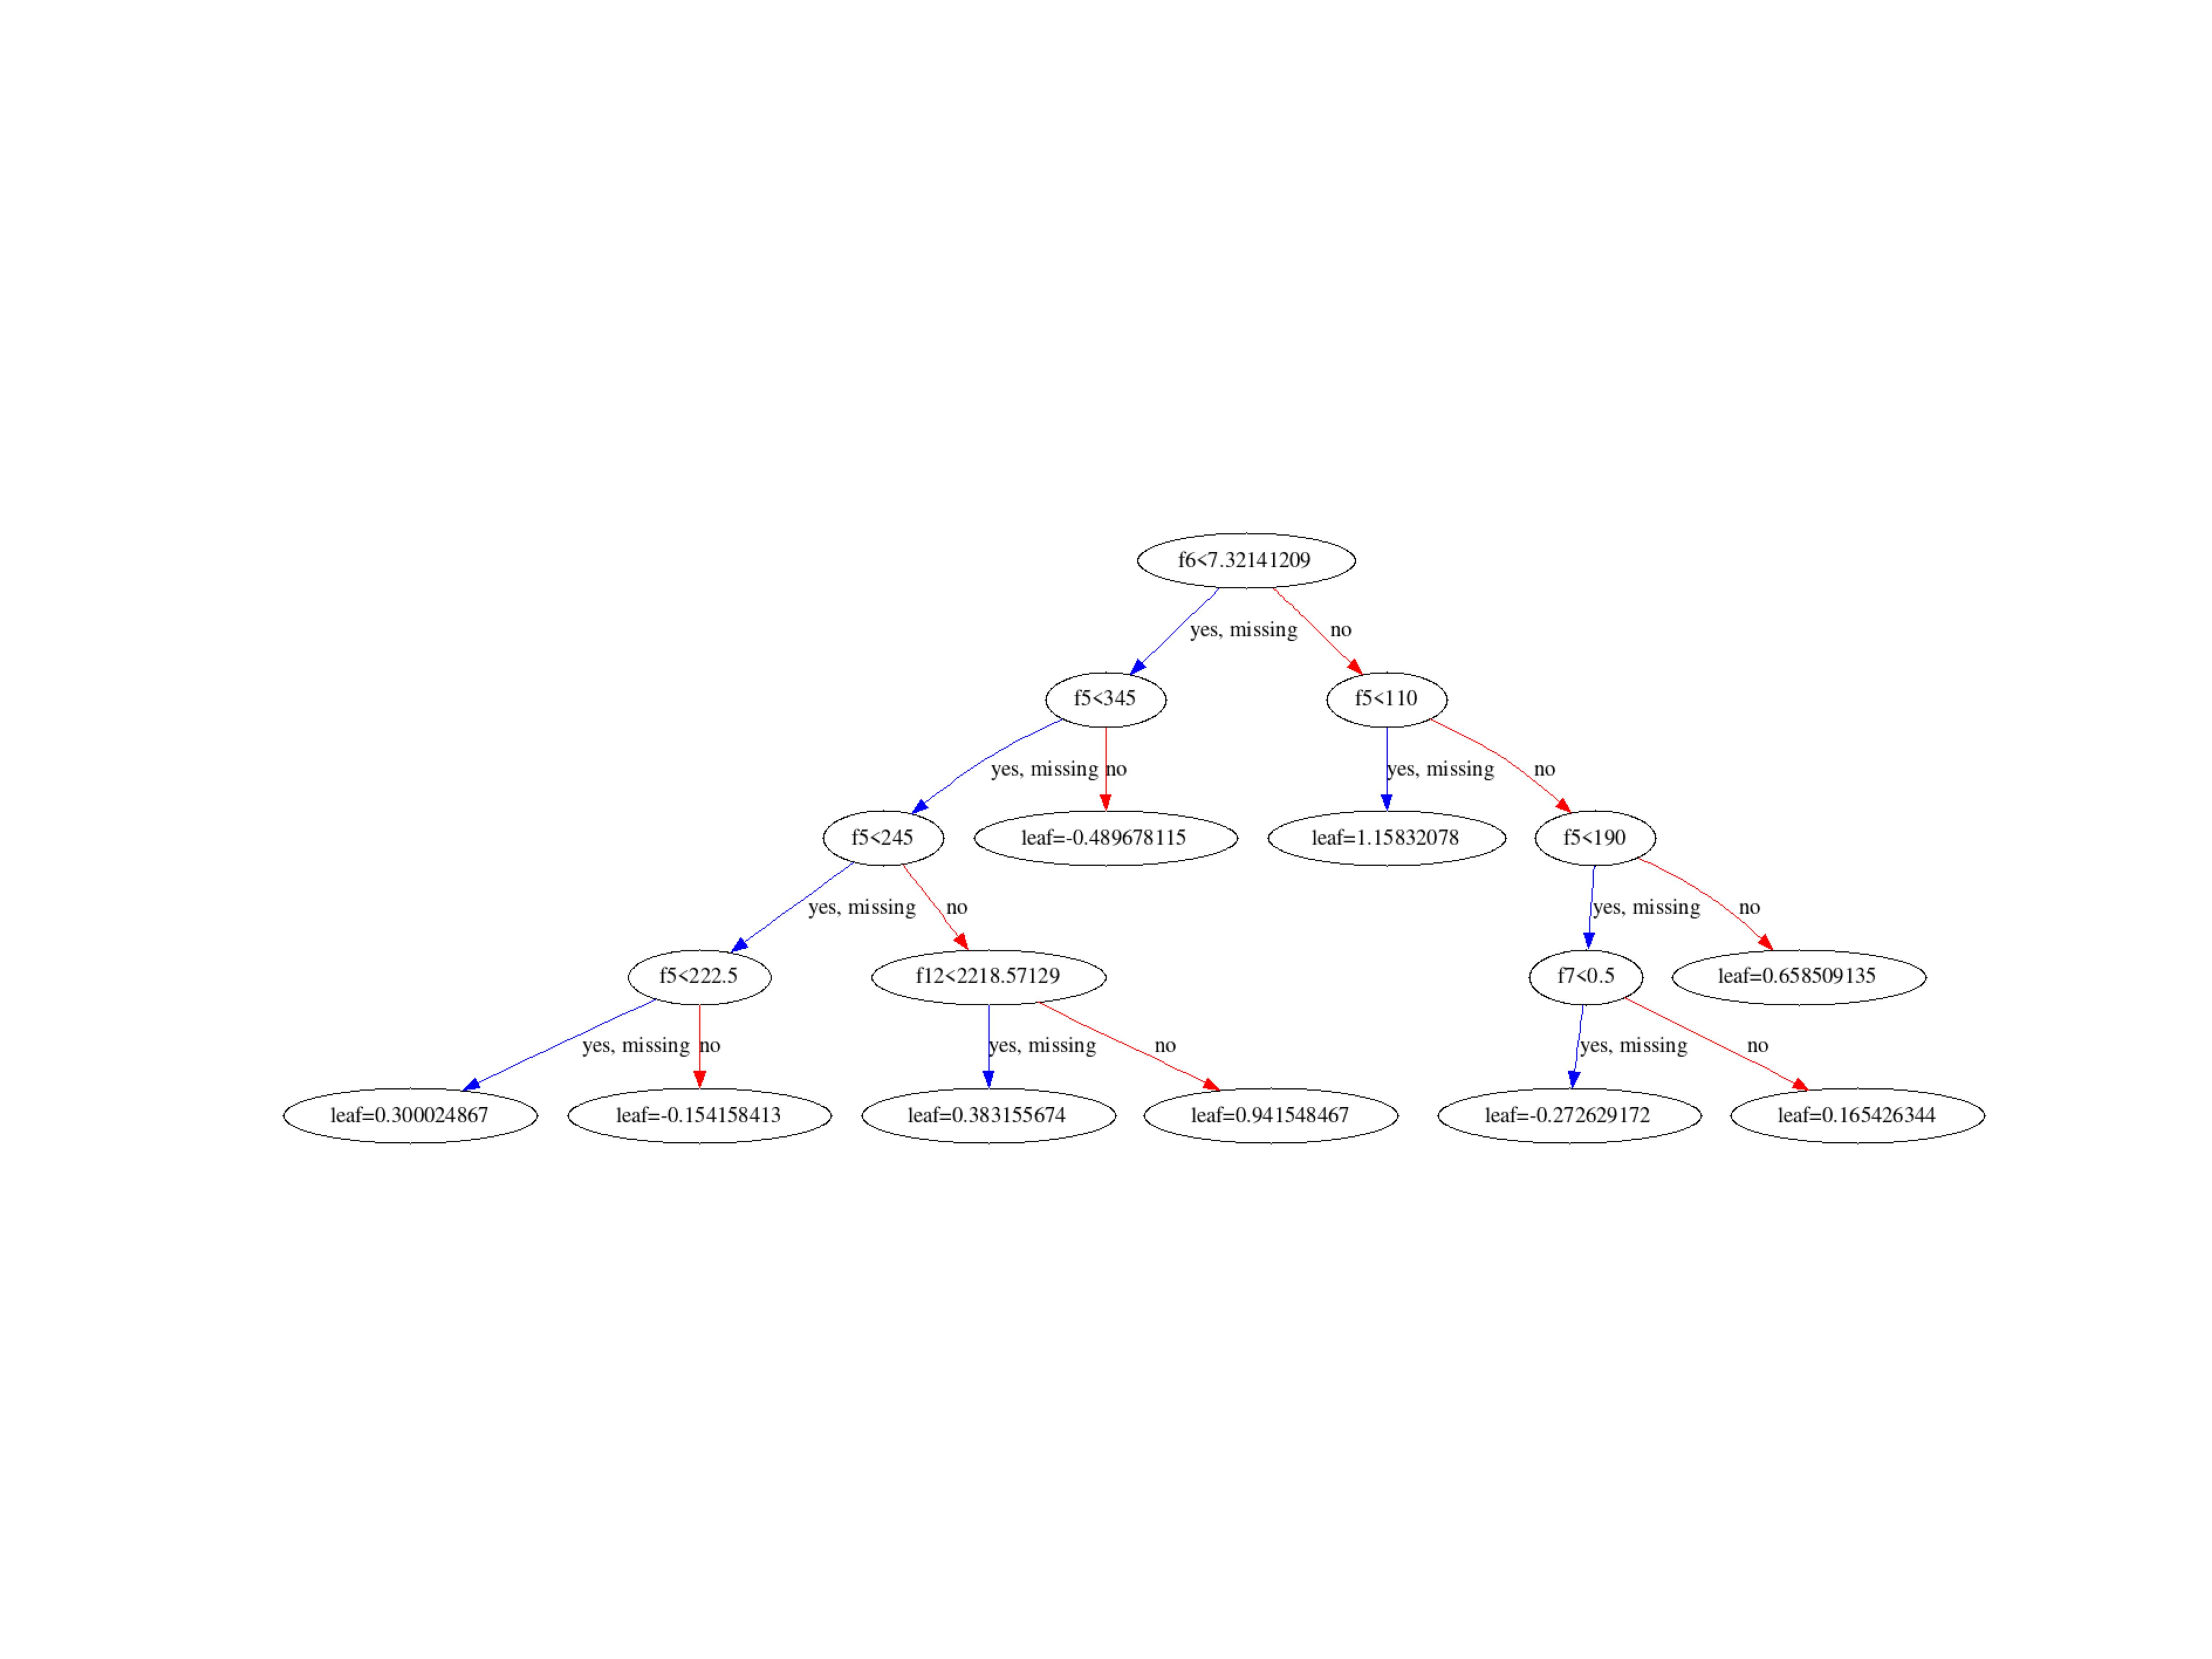 f6<7.32141209
yes, missing no
f5<345 f5<110
yes, missing no yes, missing no
f5<245 leaf=-0.489678115 leaf=1.15832078 f5<190
yes, missing no yes, missing no
f5<222.5 f12<2218.57129 f7<0.5 leaf=0.658509135
yes, missing no yes, missing no yes, missing no
leaf=0.300024867 leaf=-0.154158413 leaf=0.383155674 leaf=0.941548467 leaf=-0.272629172 leaf=0.165426344